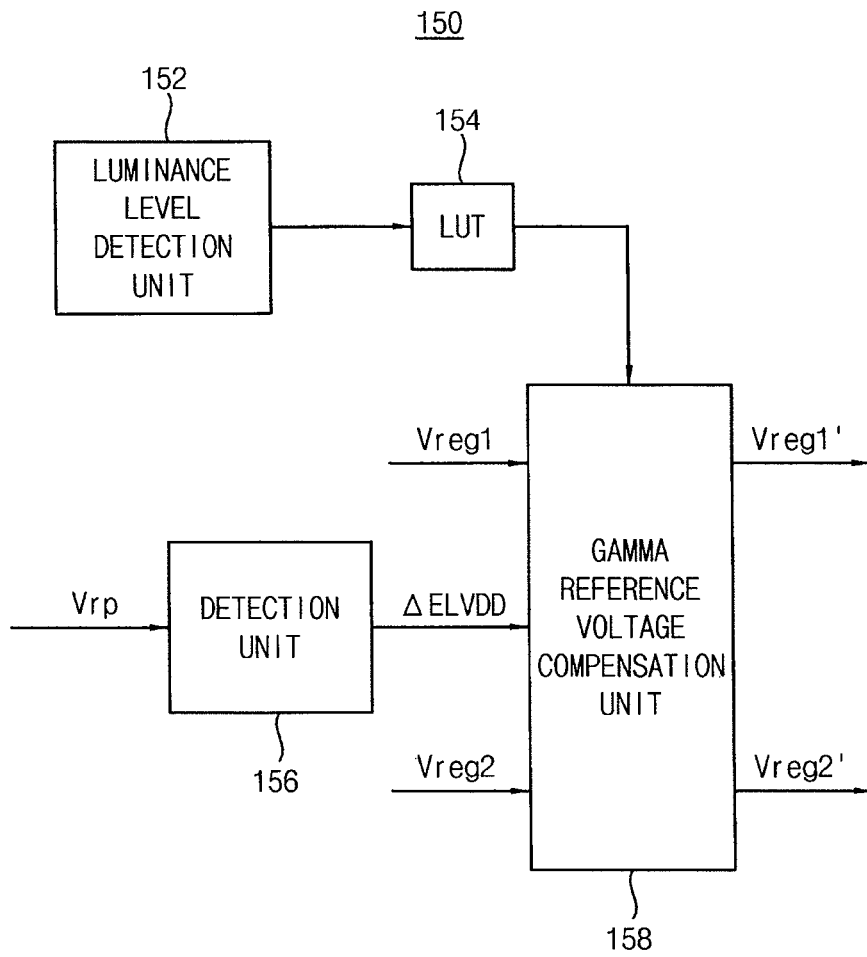 150
152
LUMINANCE
LEVEL
DETECTION
UNIT
154
LUT
Vreg1
Vreg1'
Vrp
DETECTION
UNIT
ΔELVDD
GAMMA
REFERENCE
VOLTAGE
COMPENSATION
UNIT
156
Vreg2
Vreg2'
158